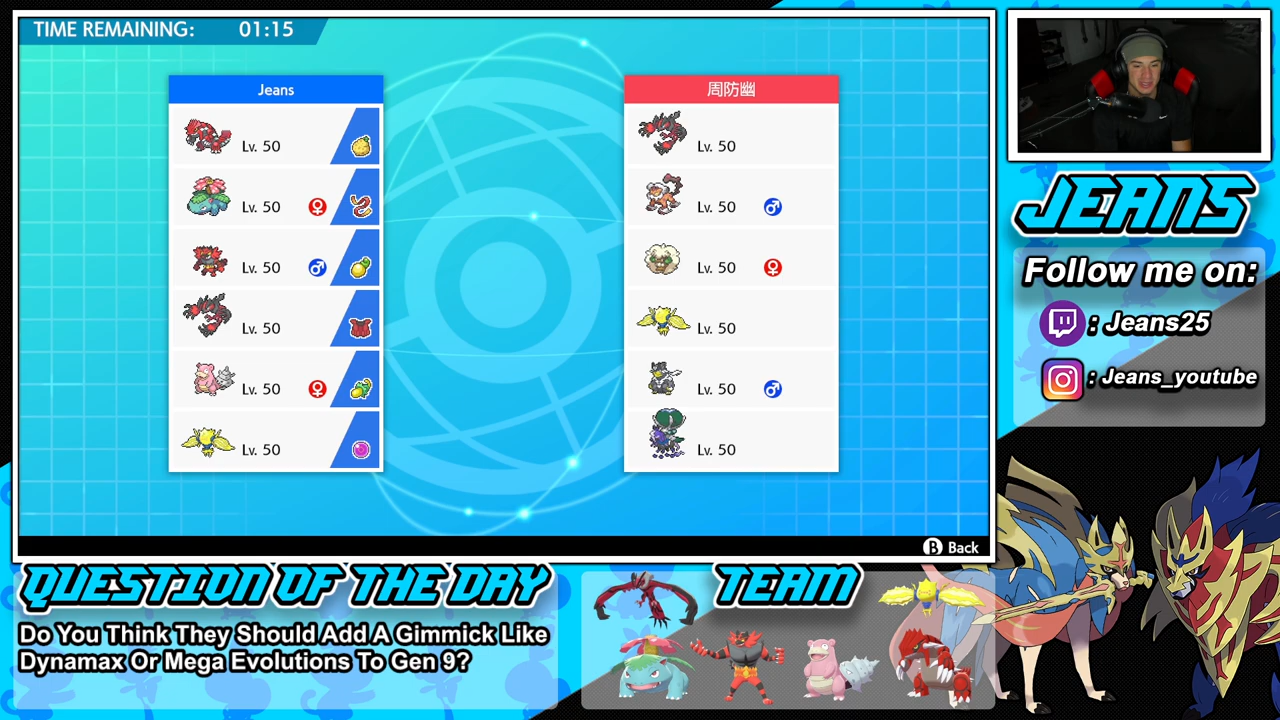 TIME REMAINING: 01:15
Jeans
Lv. 50
Lv. 50 ♀
Lv. 50 ♂
Lv. 50
Lv. 50 ♀
Lv. 50
周防幽
Lv. 50
Lv. 50 ♂
Lv. 50 ♀
Lv. 50
Lv. 50 ♂
Lv. 50
B Back
JEANS
Follow me on:
: Jeans25
: Jeans_youtube
QUESTION OF THE DAY
Do You Think They Should Add A Gimmick Like
Dynamax Or Mega Evolutions To Gen 9?
TEAM